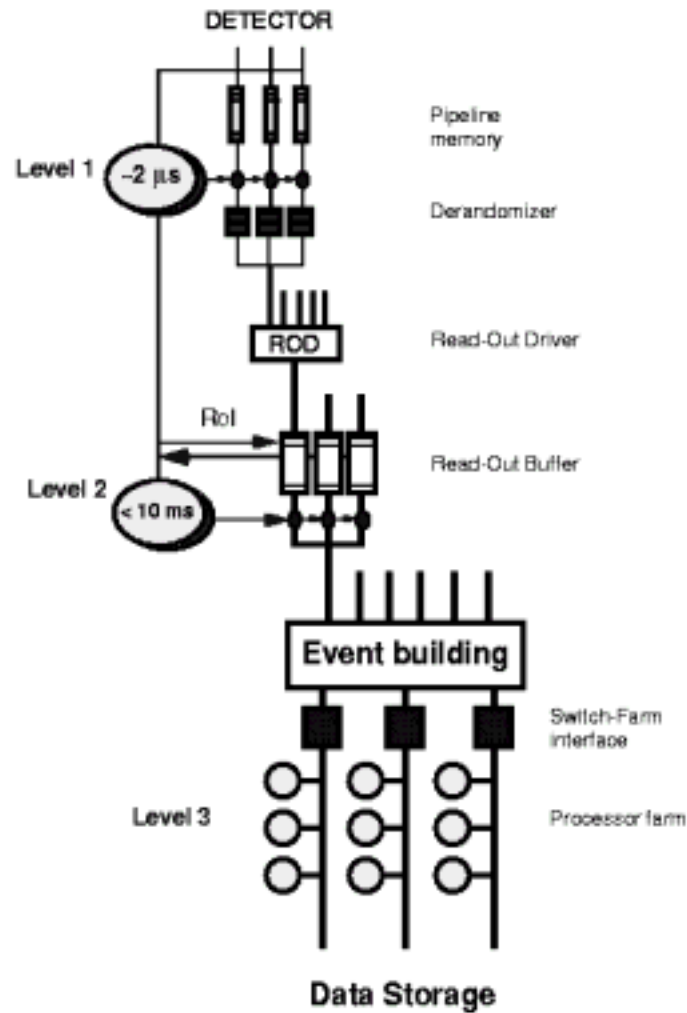 DETECTOR
Pipeline
memory
Level 1
~2 µs
Derandomizer
ROD
Read-Out Driver
RoI
Read-Out Buffer
Level 2
< 10 ms
Event building
Switch-Farm
interface
Level 3
Processor farm
Data Storage